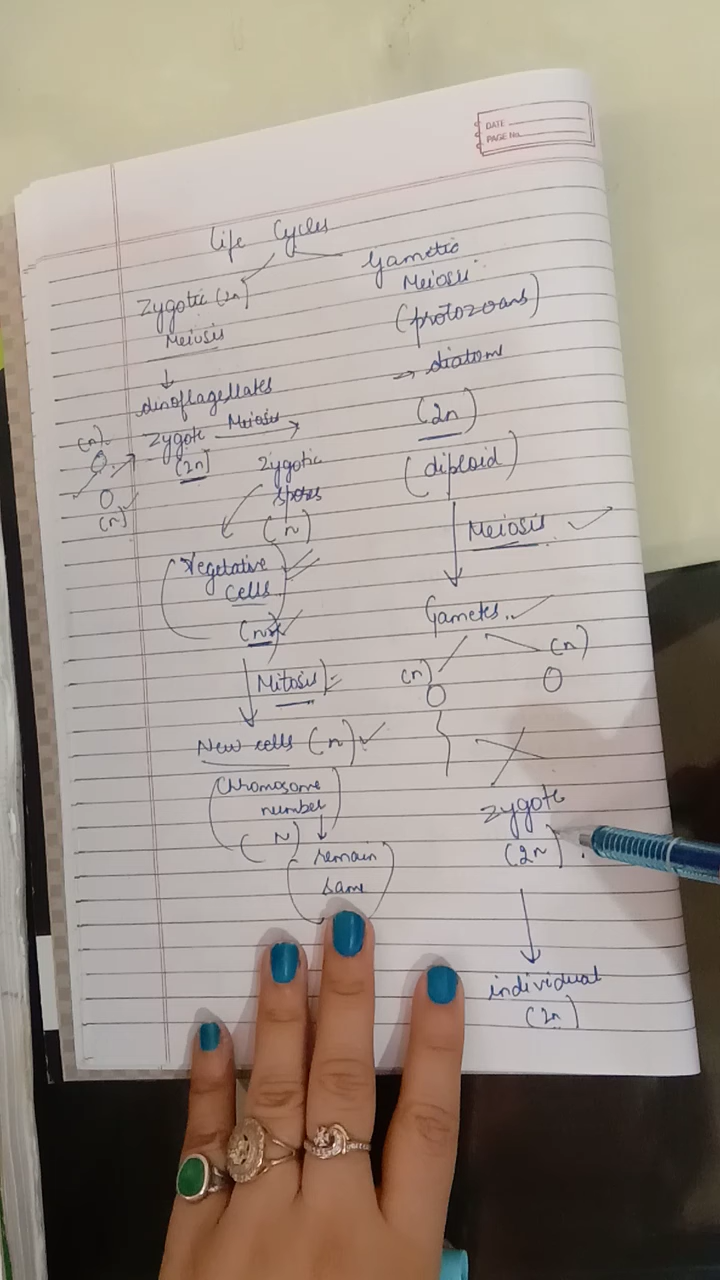 DATE
PAGE No.
Life Cycles
Zygotic (2n)
Meiosis
dinoflagellates
(n)
Zygote Meiosis
(2n)
(n)
Zygotic
spores
(n)
Vegetative
cells
Mitosis
New cells (n)
(Chromosome
number
(N)
remain
same
Gametic
Meiosis
(protozoans)
→ diatoms
(2n)
(diploid)
Meiosis
Gametes
(n) (n)
Zygote
(2n)
individual
(2n)